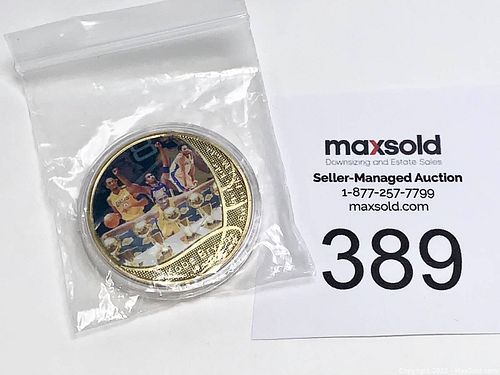 maxsold
Downsizing and Estate Sales
Seller-Managed Auction
1-877-257-7799
maxsold.com
389